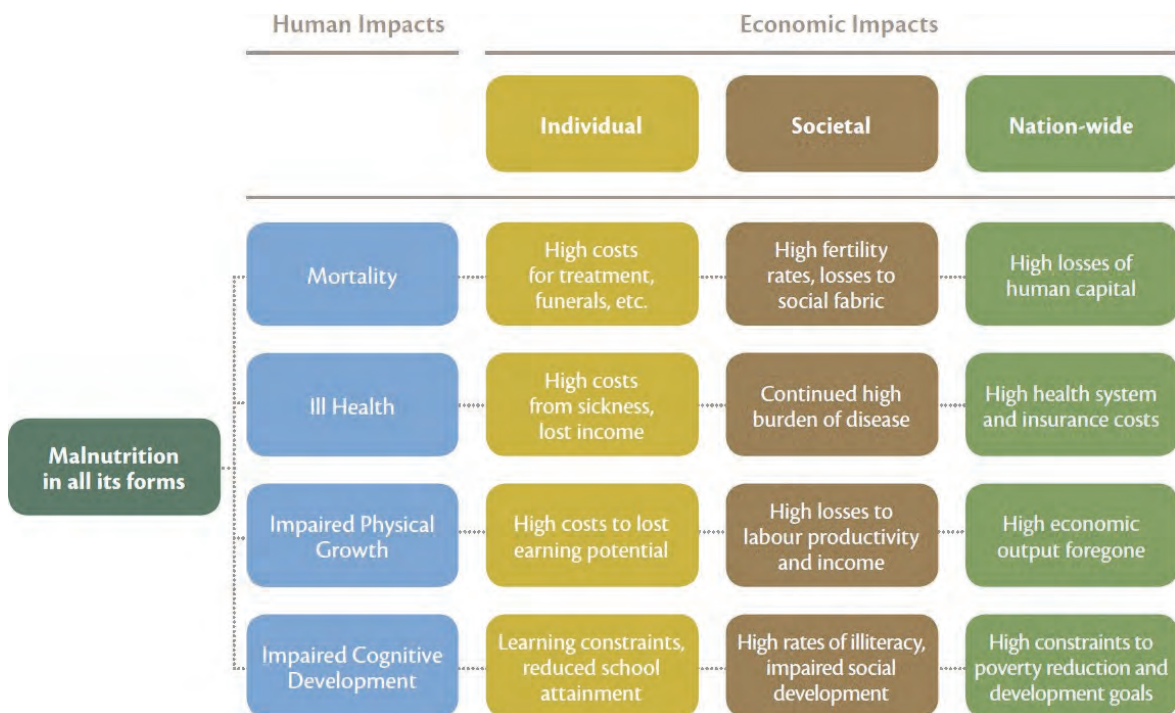 Human Impacts
Economic Impacts
Individual
Societal
Nation-wide
Mortality
High costs
for treatment,
funerals, etc.
High fertility
rates, losses to
social fabric
High losses of
human capital
Ill Health
High costs
from sickness,
lost income
Continued high
burden of disease
High health system
and insurance costs
Malnutrition
in all its forms
Impaired Physical
Growth
High costs to lost
earning potential
High losses to
labour productivity
and income
High economic
output foregone
Impaired Cognitive
Development
Learning constraints,
reduced school
attainment
High rates of illiteracy,
impaired social
development
High constraints to
poverty reduction and
development goals